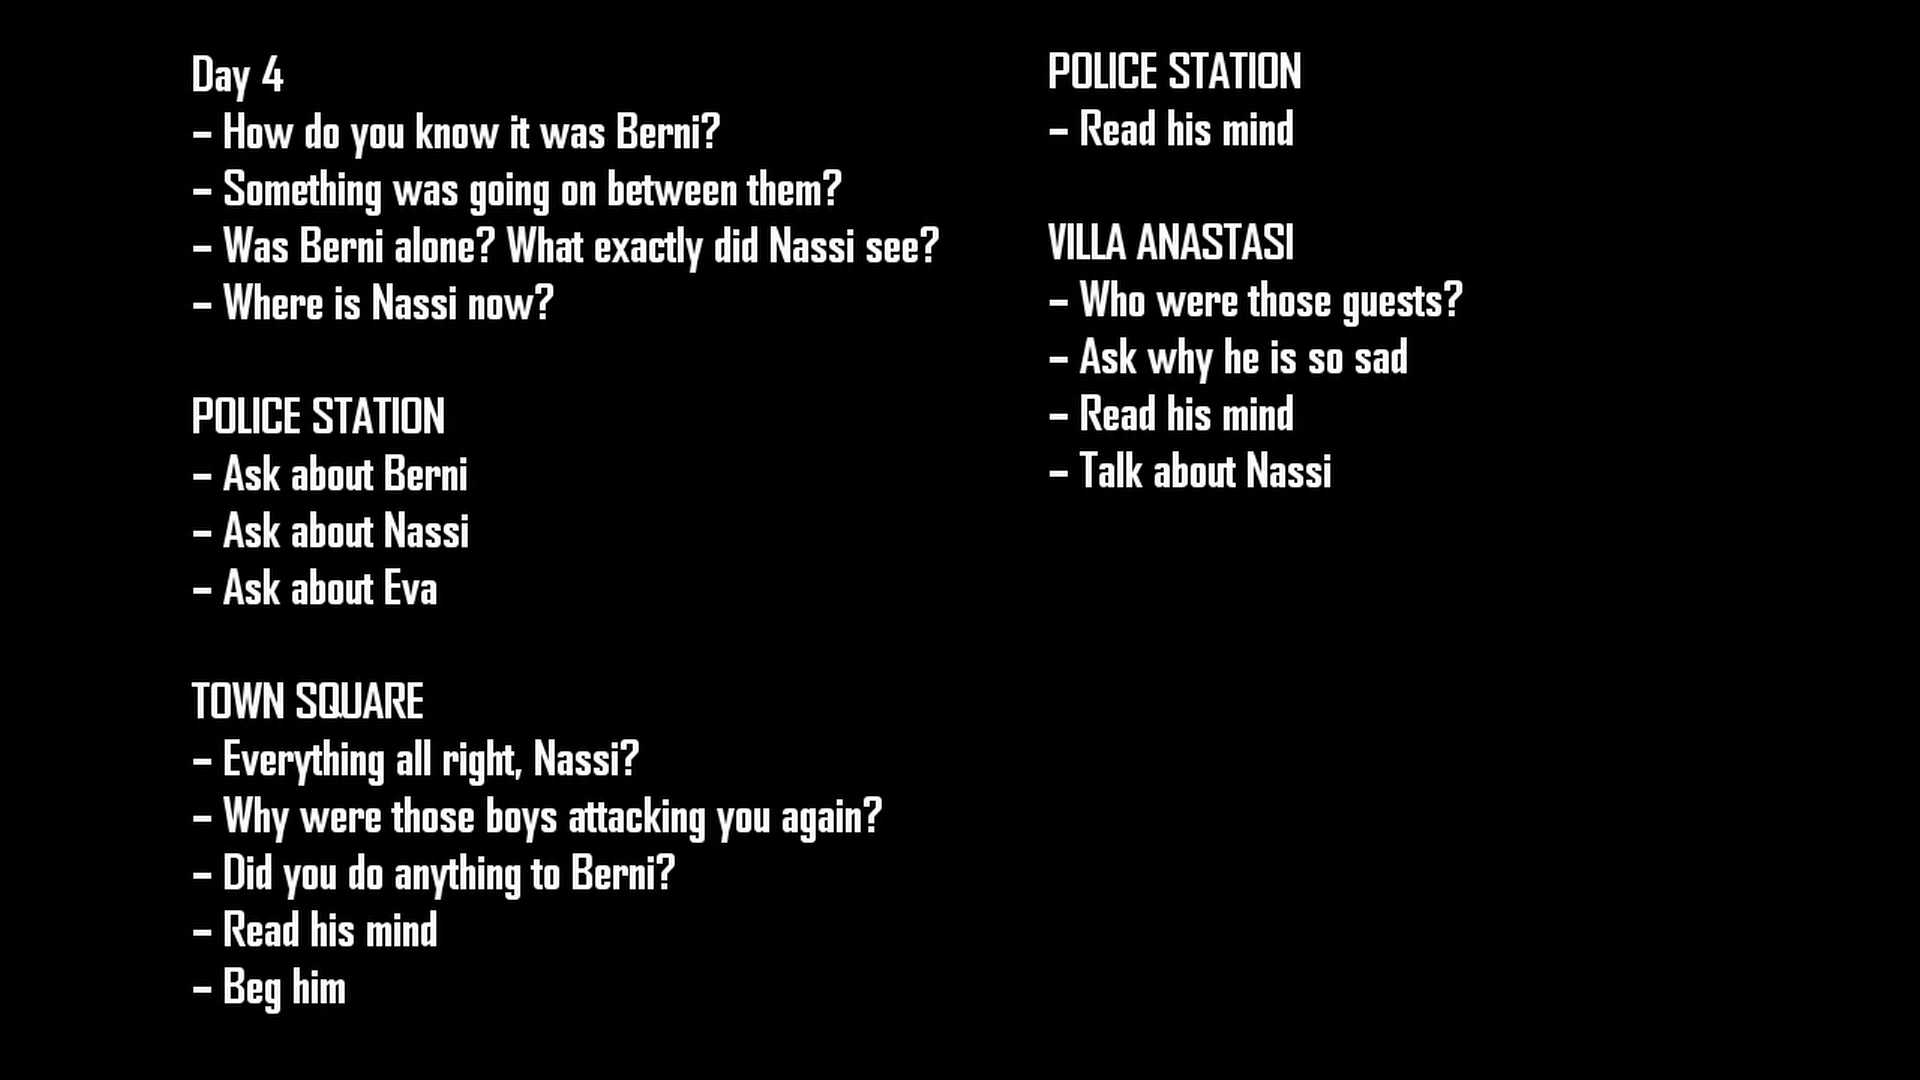 Day 4
– How do you know it was Berni?
– Something was going on between them?
– Was Berni alone? What exactly did Nassi see?
– Where is Nassi now?
POLICE STATION
– Ask about Berni
– Ask about Nassi
– Ask about Eva
TOWN SQUARE
– Everything all right, Nassi?
– Why were those boys attacking you again?
– Did you do anything to Berni?
– Read his mind
– Beg him
POLICE STATION
– Read his mind
VILLA ANASTASI
– Who were those guests?
– Ask why he is so sad
– Read his mind
– Talk about Nassi